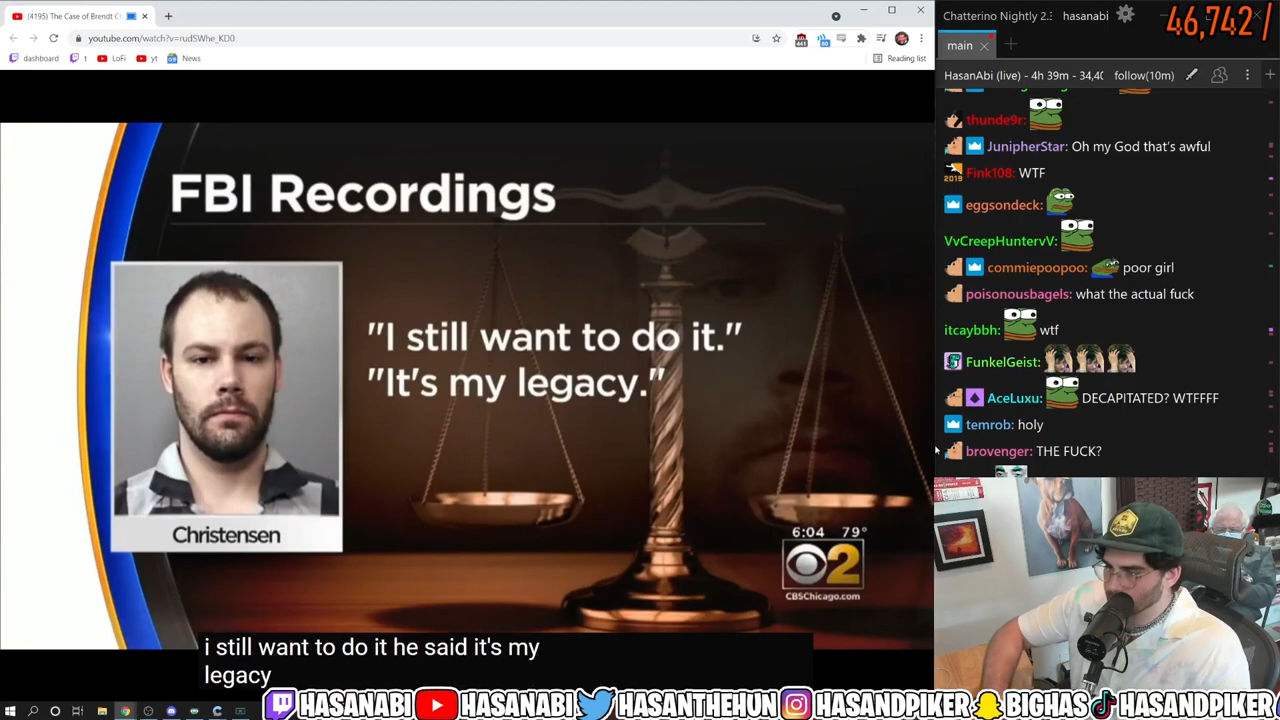 (4195) The Case of Brendt C
youtube.com/watch?v=rudSWhe_KD0
dashboard
t
LoFi
yt
News
Reading list
FBI Recordings
"I still want to do it."
"It's my legacy."
Christensen
6:04 79°
CBS 2
CBSChicago.com
i still want to do it he said it's my
legacy
Chatterino Nightly 2.
hasanabi
46,742 /
main
HasanAbi (live) - 4h 39m - 34,40
follow(10m)
thunde9r:
JunipherStar: Oh my God that's awful
Fink108: WTF
eggsondeck:
VvCreepHuntervV:
commiepoopoo: poor girl
poisonousbagels: what the actual fuck
itcaybbh: wtf
FunkelGeist:
AceLuxu: DECAPITATED? WTFFFF
temrob: holy
brovenger: THE FUCK?
HASANABI HASANABI HASANTHEHUN HASANDPIKER BIGHAS HASANDPIKER